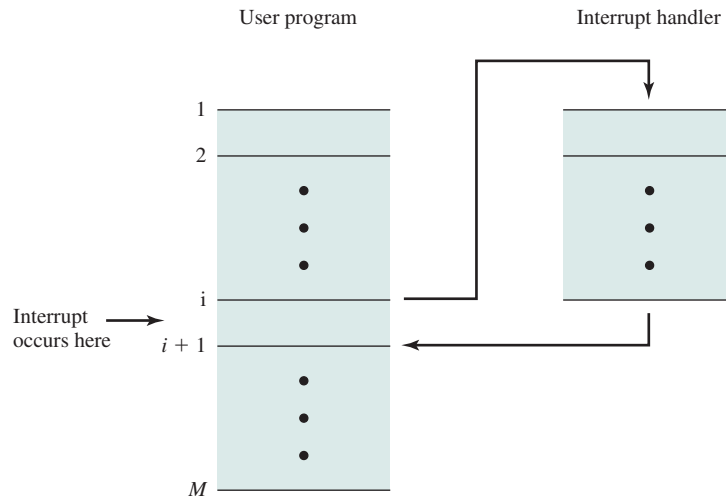 User program
Interrupt handler
1
2
i
Interrupt
occurs here
i + 1
M